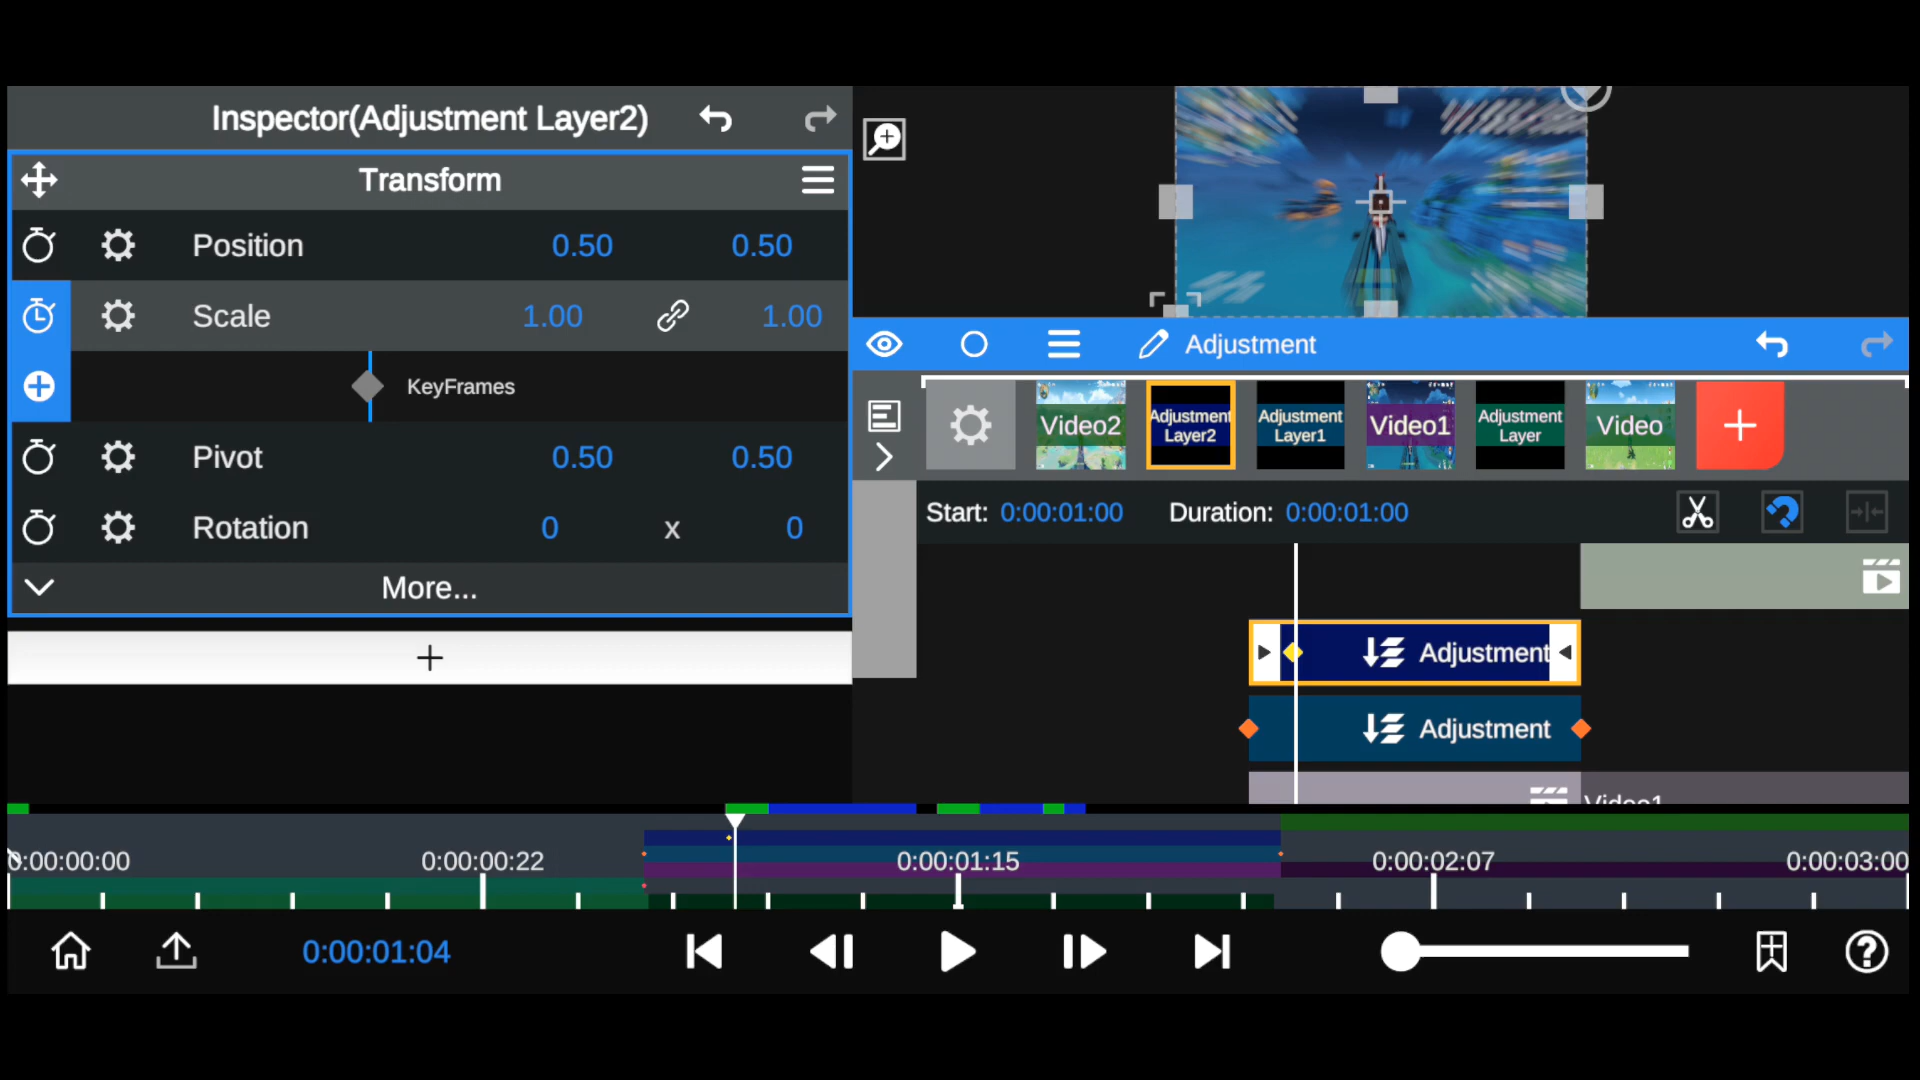 Inspector(Adjustment Layer2)
Transform
Position 0.50 0.50
Scale 1.00 1.00
KeyFrames
Pivot 0.50 0.50
Rotation 0 x 0
More...
Adjustment
Video2
Adjustment
Layer2
Adjustment
Layer1
Video1
Adjustment
Layer
Video
Start: 0:00:01:00 Duration: 0:00:01:00
Adjustment
Adjustment
Video1
0:00:00:00 0:00:00:22 0:00:01:15 0:00:02:07 0:00:03:00
0:00:01:04